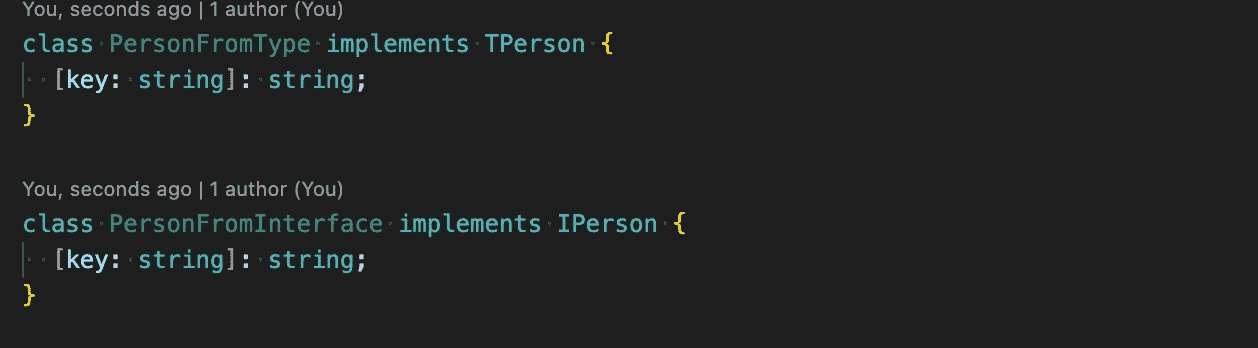 You, seconds ago | 1 author (You)
class PersonFromType implements TPerson {
[key: string]: string;
}
You, seconds ago | 1 author (You)
class PersonFromInterface implements IPerson {
[key: string]: string;
}